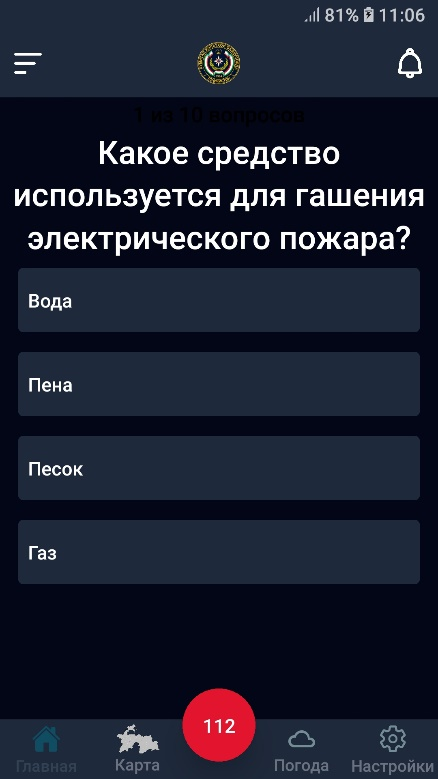 81% 11:06
1 из 10 вопросов
Какое средство
используется для гашения
электрического пожара?
Вода
Пена
Песок
Газ
112
Главная Карта Погода Настройки